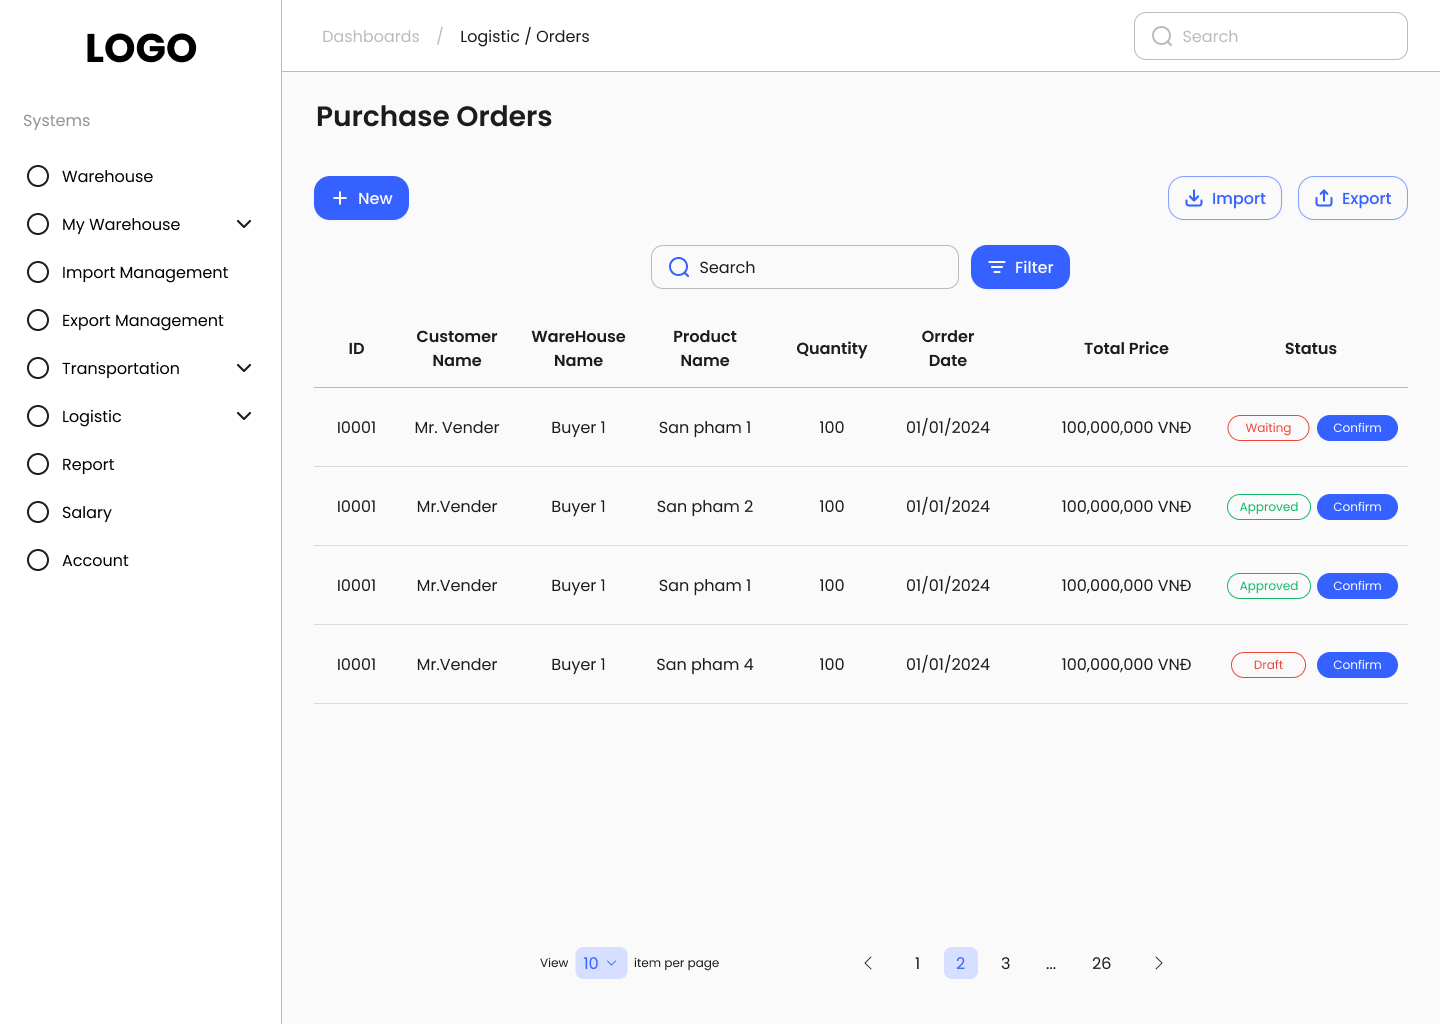 LOGO
Systems
Warehouse
My Warehouse
Import Management
Export Management
Transportation
Logistic
Report
Salary
Account
Dashboards / Logistic / Orders
Search
Purchase Orders
New
Import
Export
Search
Filter
ID Customer Name WareHouse Name Product Name Quantity Orrder Date Total Price Status
I0001 Mr. Vender Buyer 1 San pham 1 100 01/01/2024 100,000,000 VNĐ Waiting Confirm
I0001 Mr.Vender Buyer 1 San pham 2 100 01/01/2024 100,000,000 VNĐ Approved Confirm
I0001 Mr.Vender Buyer 1 San pham 1 100 01/01/2024 100,000,000 VNĐ Approved Confirm
I0001 Mr.Vender Buyer 1 San pham 4 100 01/01/2024 100,000,000 VNĐ Draft Confirm
View 10 item per page
1 2 3 ... 26